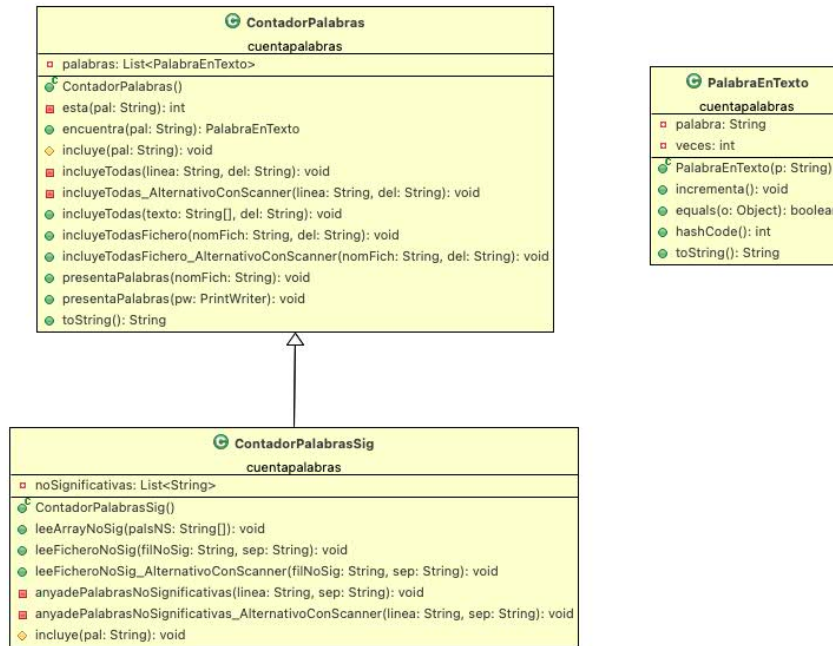 ContadorPalabras
cuentapalabras
palabras: List<PalabraEnTexto>
ContadorPalabras()
esta(pal: String): int
encuentra(pal: String): PalabraEnTexto
incluye(pal: String): void
incluyeTodas(linea: String, del: String): void
incluyeTodas_AlternativoConScanner(linea: String, del: String): void
incluyeTodas(texto: String[], del: String): void
incluyeTodasFichero(nomFich: String, del: String): void
incluyeTodasFichero_AlternativoConScanner(nomFich: String, del: String): void
presentaPalabras(nomFich: String): void
presentaPalabras(pw: PrintWriter): void
toString(): String
PalabraEnTexto
cuentapalabras
palabra: String
veces: int
PalabraEnTexto(p: String)
incrementa(): void
equals(o: Object): boolean
hashCode(): int
toString(): String
ContadorPalabrasSig
cuentapalabras
noSignificativas: List<String>
ContadorPalabrasSig()
leeArrayNoSig(palsNS: String[]): void
leeFicheroNoSig(filNoSig: String, sep: String): void
leeFicheroNoSig_AlternativoConScanner(filNoSig: String, sep: String): void
anyadePalabrasNoSignificativas(linea: String, sep: String): void
anyadePalabrasNoSignificativas_AlternativoConScanner(linea: String, sep: String): void
incluye(pal: String): void